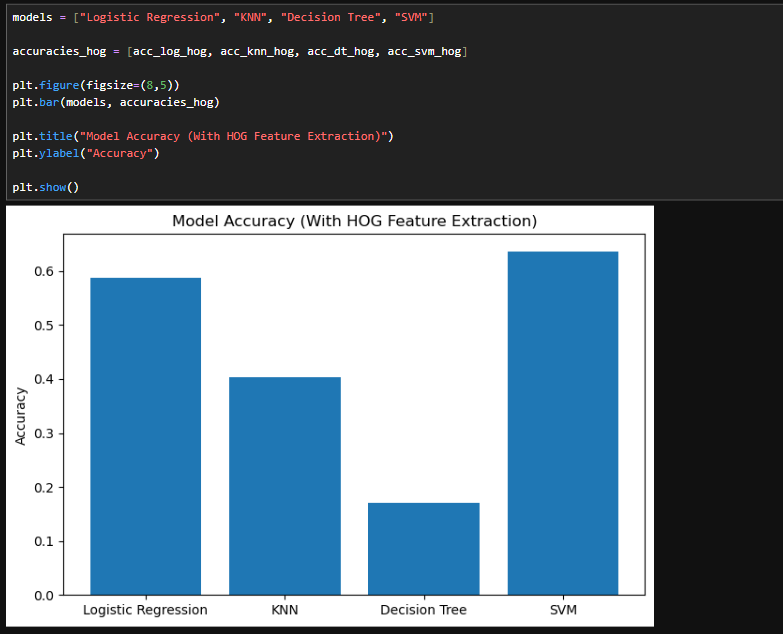 models = ["Logistic Regression", "KNN", "Decision Tree", "SVM"]
accuracies_hog = [acc_log_hog, acc_knn_hog, acc_dt_hog, acc_svm_hog]
plt.figure(figsize=(8,5))
plt.bar(models, accuracies_hog)
plt.title("Model Accuracy (With HOG Feature Extraction)")
plt.ylabel("Accuracy")
plt.show()
Model Accuracy (With HOG Feature Extraction)
Accuracy
0.6
0.5
0.4
0.3
0.2
0.1
0.0
Logistic Regression KNN Decision Tree SVM